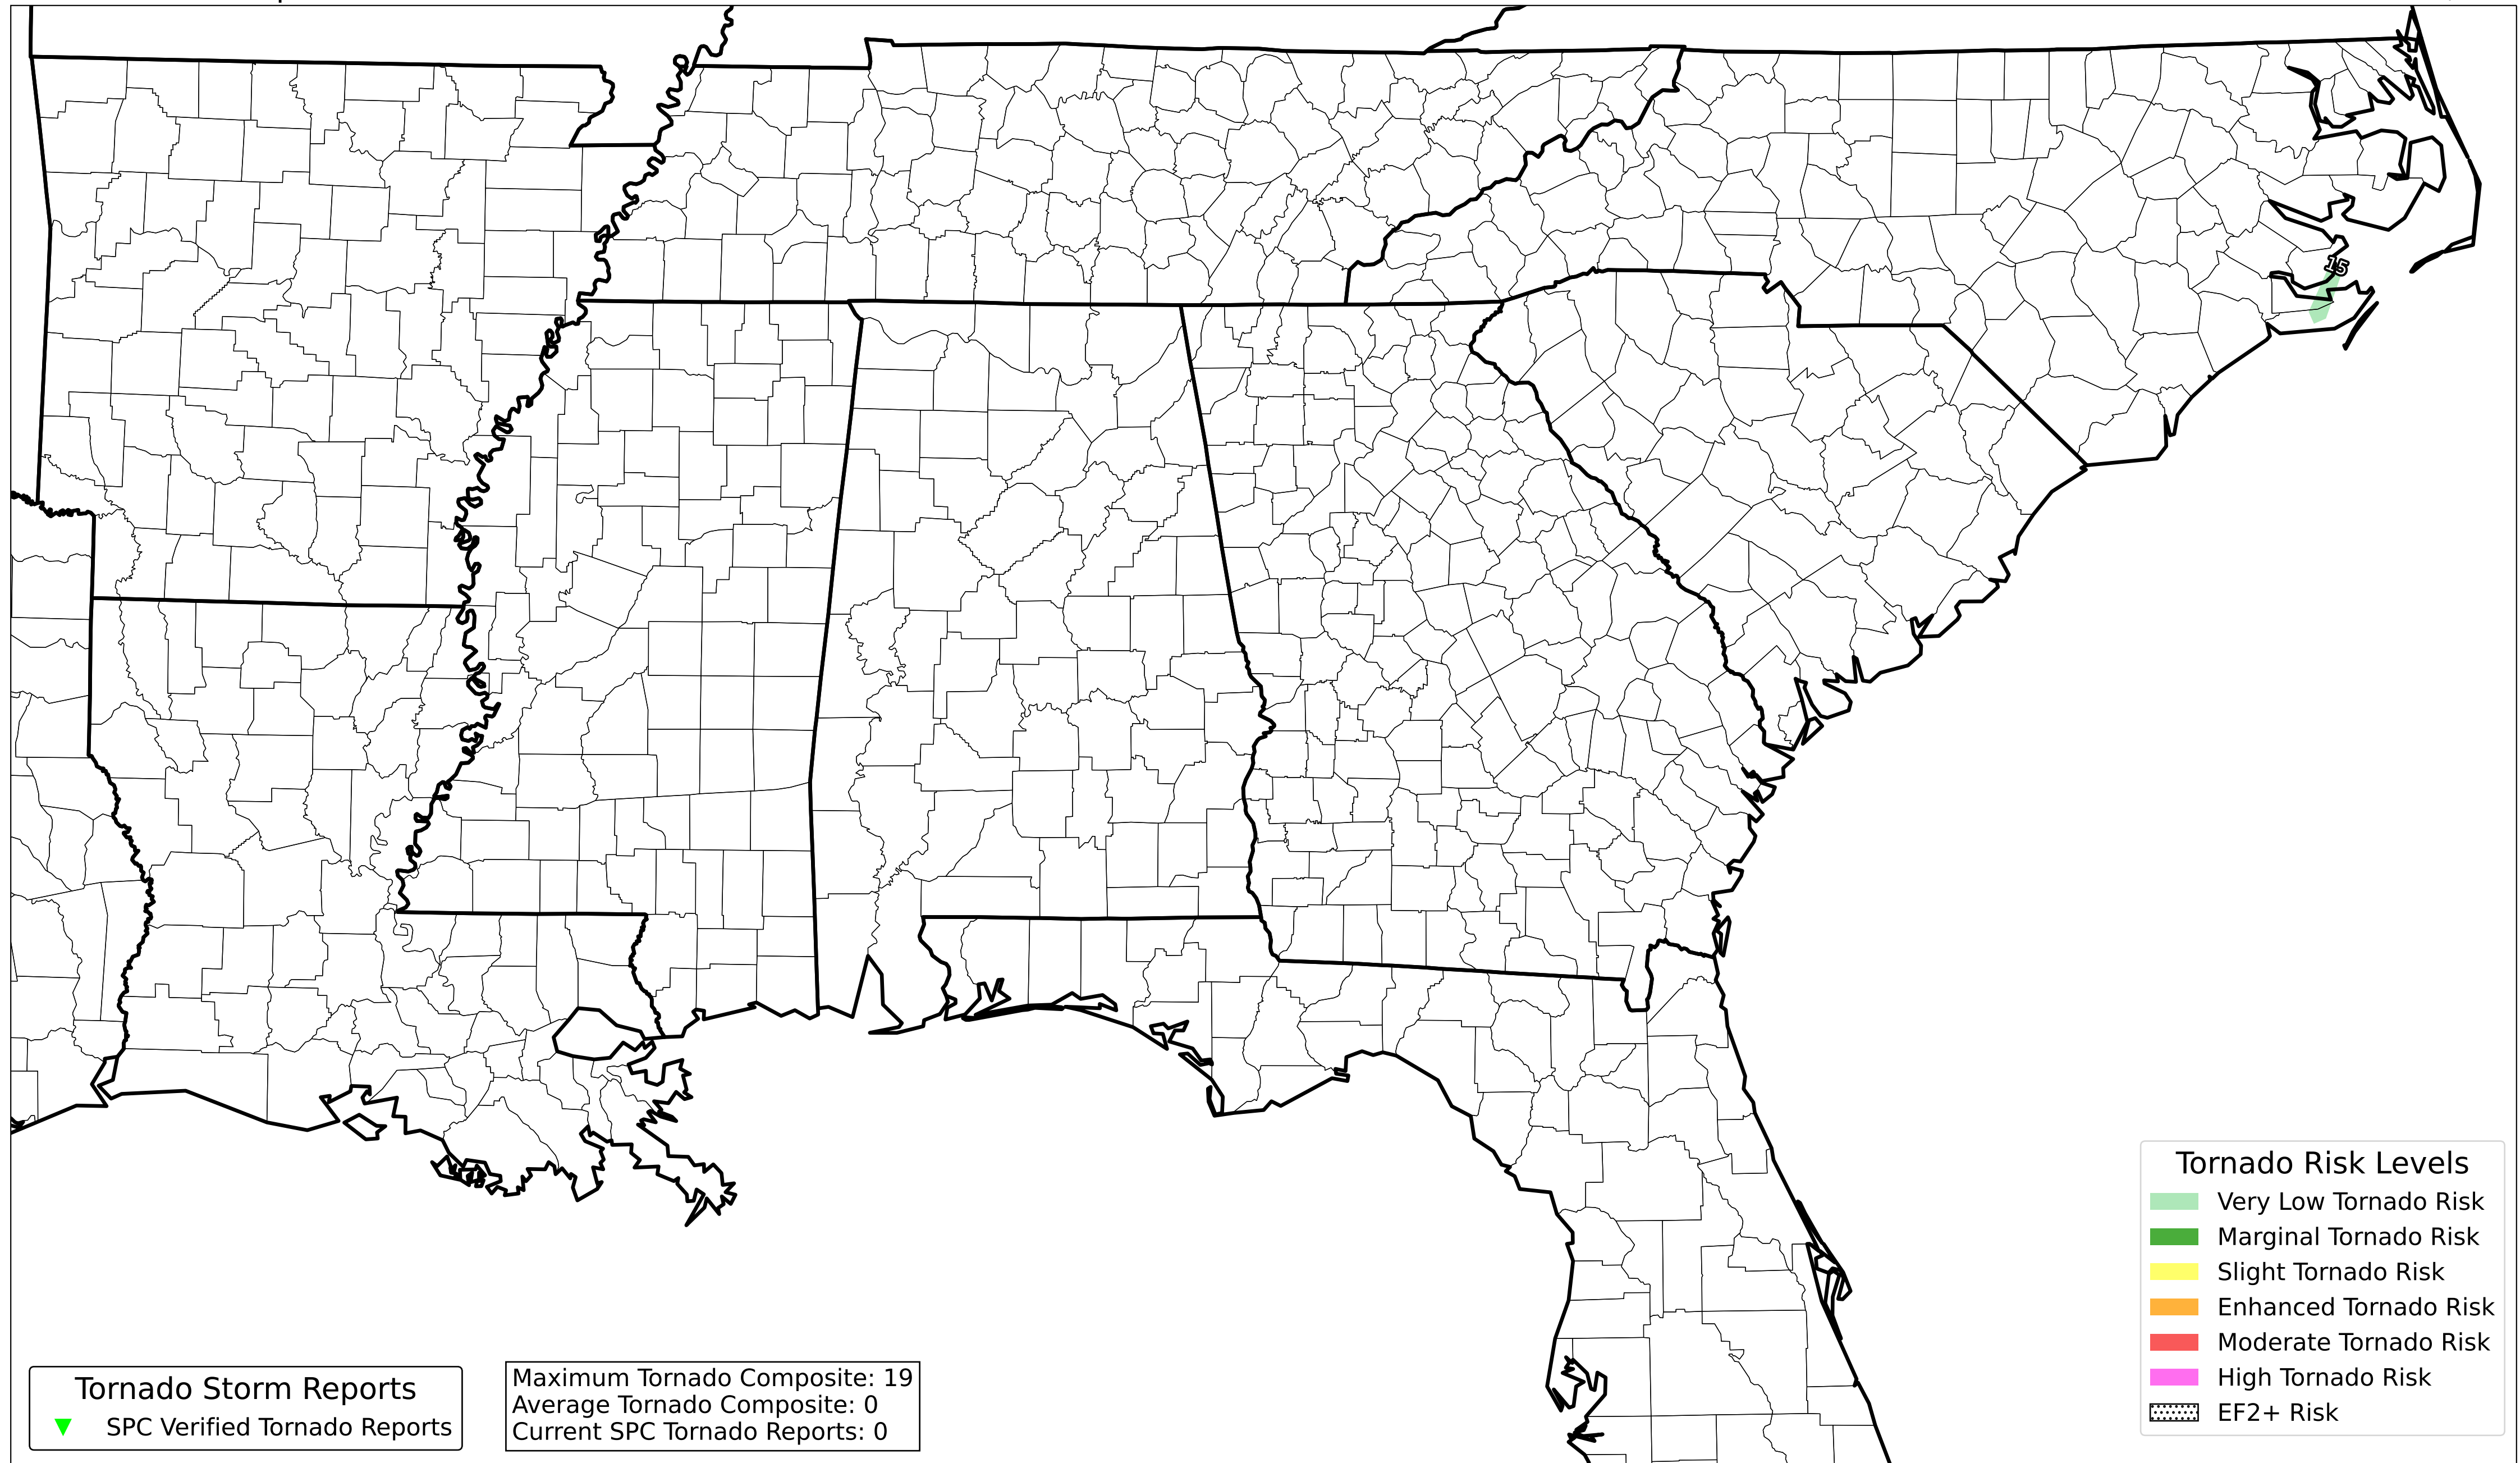 15
Tornado Risk Levels
Very Low Tornado Risk
Marginal Tornado Risk
Slight Tornado Risk
Enhanced Tornado Risk
Moderate Tornado Risk
High Tornado Risk
EF2+ Risk
Tornado Storm Reports
SPC Verified Tornado Reports
Maximum Tornado Composite: 19
Average Tornado Composite: 0
Current SPC Tornado Reports: 0